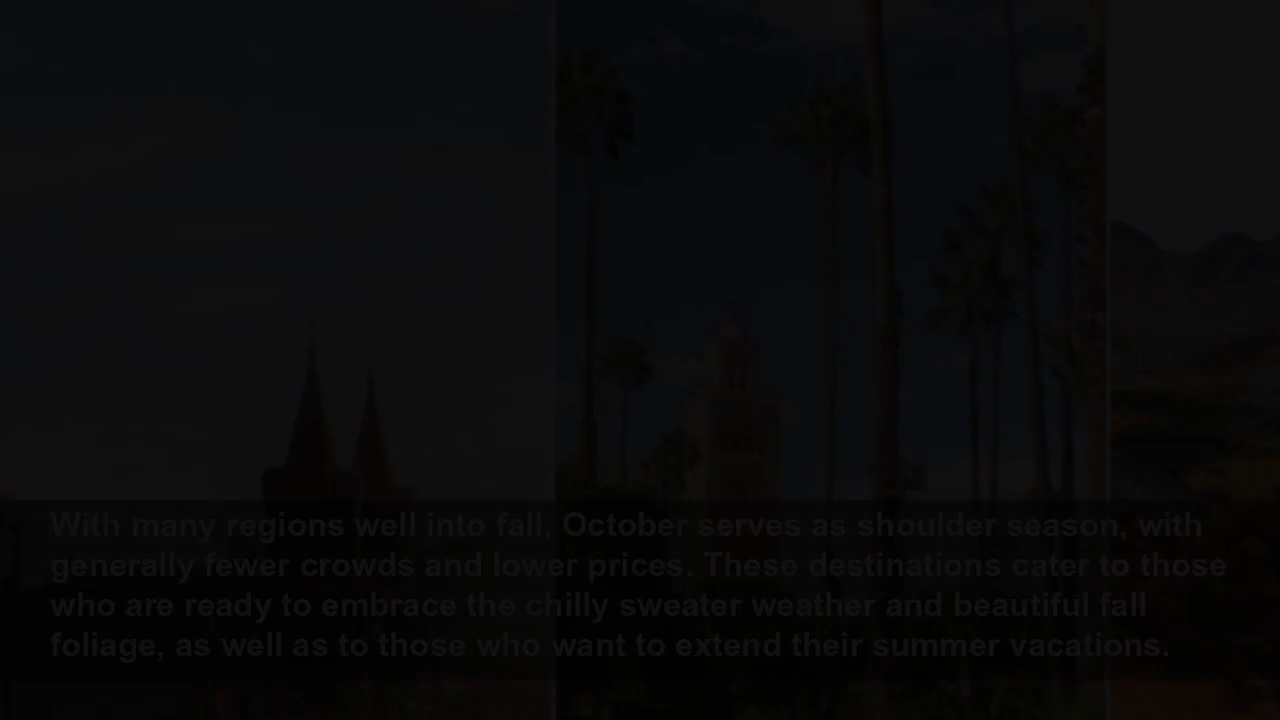 With many regions well into fall, October serves as shoulder season, with
generally fewer crowds and lower prices. These destinations cater to those
who are ready to embrace the chilly sweater weather and beautiful fall
foliage, as well as to those who want to extend their summer vacations.